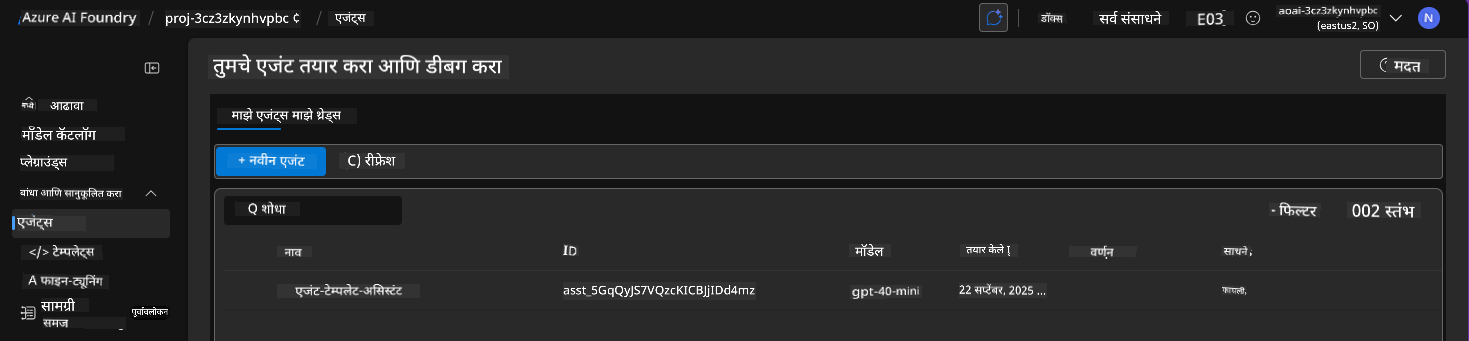 Azure AI Foundry / proj-3cz3zkynhvpbc ¢ / एजंट्स
डॉक्स सर्व संसाधने E03 aoai-3cz3zkynhvpbc (eastus2, SO) N
तुमचे एजंट तयार करा आणि डीबग करा
मदत
आढावा
मॉडेल कॅटलॉग
प्लेग्राउंड्स
बांधा आणि सानुकूलित करा
एजंट्स
</> टेम्पलेट्स
A फाइन-ट्यूनिंग
सामग्री
समज
पूर्वावलोकन
माझे एजंट्स माझे थ्रेड्स
+ नवीन एजंट C) रीफ्रेश
Q शोधा - फिल्टर 002 स्तंभ
नाव ID मॉडेल तयार केले वर्णन साधने,
एजंट-टेम्पलेट-असिस्टंट asst_5GqQyJS7VQzcKICBJjIDd4mz gpt-40-mini 22 सप्टेंबर, 2025 ... फायली,